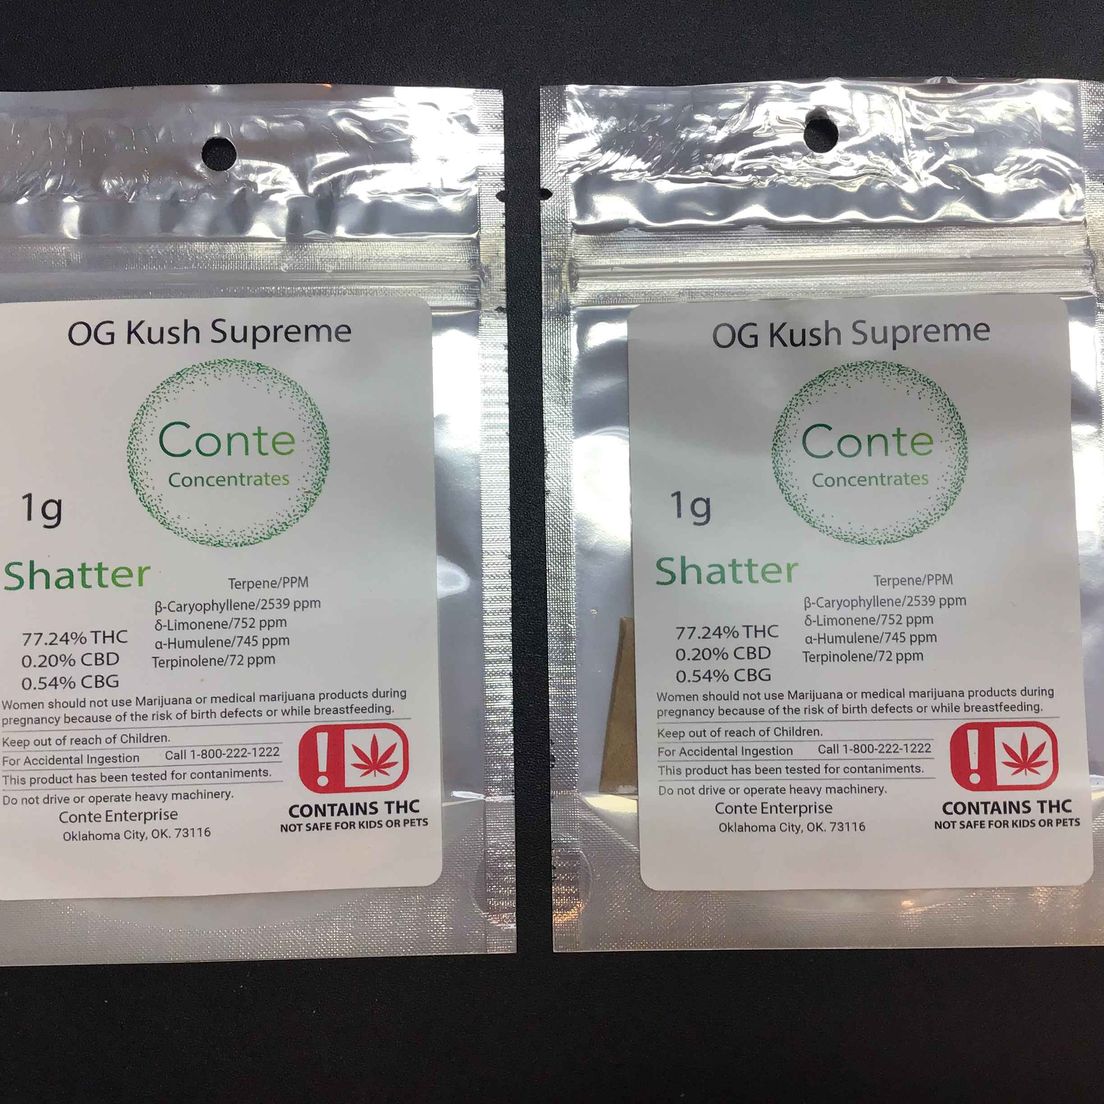 OG Kush Supreme
Conte
Concentrates
1g
Shatter
Terpene/PPM
β-Caryophyllene/2539 ppm
δ-Limonene/752 ppm
α-Humulene/745 ppm
Terpinolene/72 ppm
77.24% THC
0.20% CBD
0.54% CBG
Women should not use Marijuana or medical marijuana products during
pregnancy because of the risk of birth defects or while breastfeeding.
Keep out of reach of Children.
For Accidental Ingestion Call 1-800-222-1222
This product has been tested for contaniments.
Do not drive or operate heavy machinery.
Conte Enterprise
Oklahoma City, OK. 73116
!
CONTAINS THC
NOT SAFE FOR KIDS OR PETS
OG Kush Supreme
Conte
Concentrates
1g
Shatter
Terpene/PPM
β-Caryophyllene/2539 ppm
δ-Limonene/752 ppm
α-Humulene/745 ppm
Terpinolene/72 ppm
77.24% THC
0.20% CBD
0.54% CBG
Women should not use Marijuana or medical marijuana products during
pregnancy because of the risk of birth defects or while breastfeeding.
Keep out of reach of Children.
For Accidental Ingestion Call 1-800-222-1222
This product has been tested for contaniments.
Do not drive or operate heavy machinery.
Conte Enterprise
Oklahoma City, OK. 73116
!
CONTAINS THC
NOT SAFE FOR KIDS OR PETS